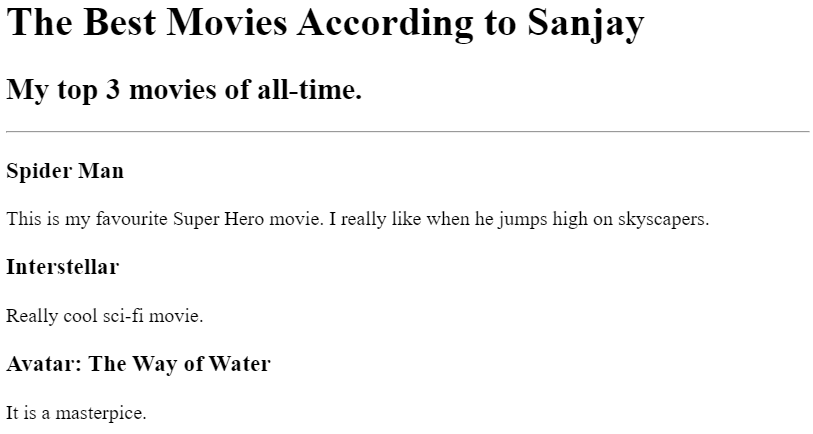 The Best Movies According to Sanjay
My top 3 movies of all-time.
Spider Man
This is my favourite Super Hero movie. I really like when he jumps high on skyscapers.
Interstellar
Really cool sci-fi movie.
Avatar: The Way of Water
It is a masterpice.